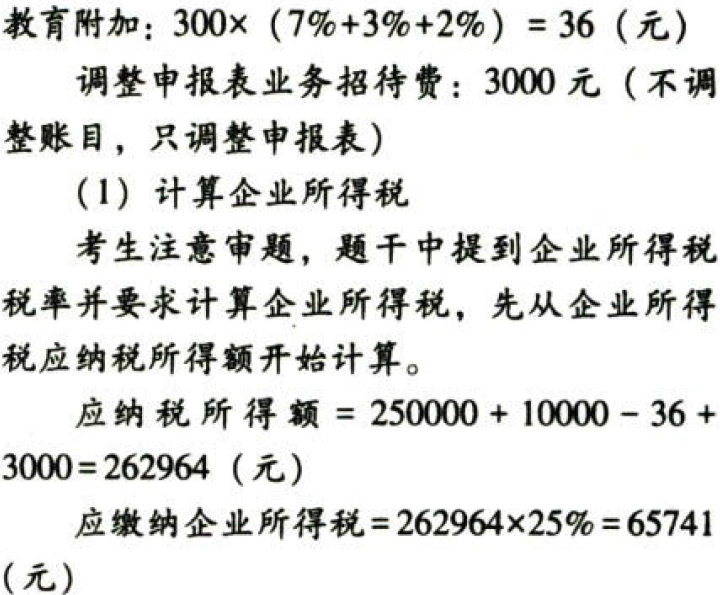 教育附加：300×（7%+3%+2%）= 36（元）
调整申报表业务招待费：3000 元（不调
整账目，只调整申报表）
（1）计算企业所得税
考生注意审题，题干中提到企业所得税
税率并要求计算企业所得税，先从企业所得
税应纳税所得额开始计算。
应纳税所得额 = 250000 + 10000 - 36 +
3000 = 262964（元）
应缴纳企业所得税 = 262964×25% = 65741
（元）